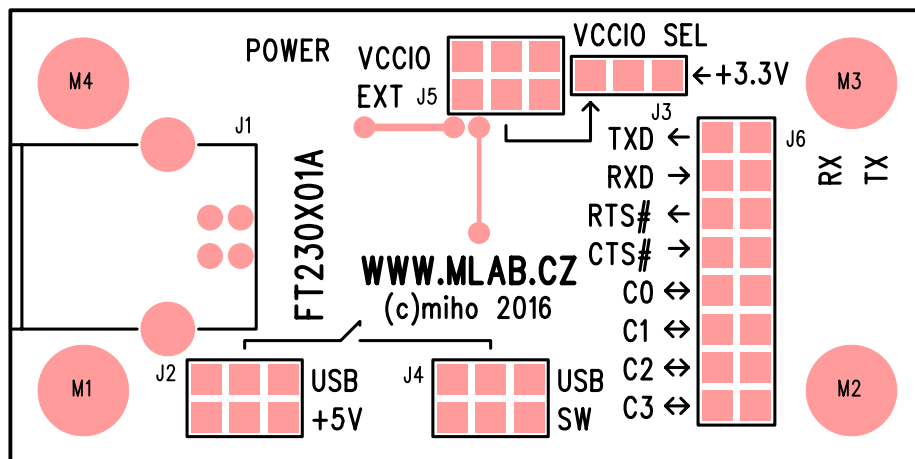 VCCIO SEL
POWER
VCCIO
EXT
J5
←+3.3V
M4
M3
J3
J1
J6
TXD ←
RXD →
RTS# ←
CTS# →
C0 ↔
C1 ↔
C2 ↔
C3 ↔
RX
TX
FT230X01A
WWW.MLAB.CZ
(c)miho 2016
J2
USB
+5V
J4
USB
SW
M1
M2